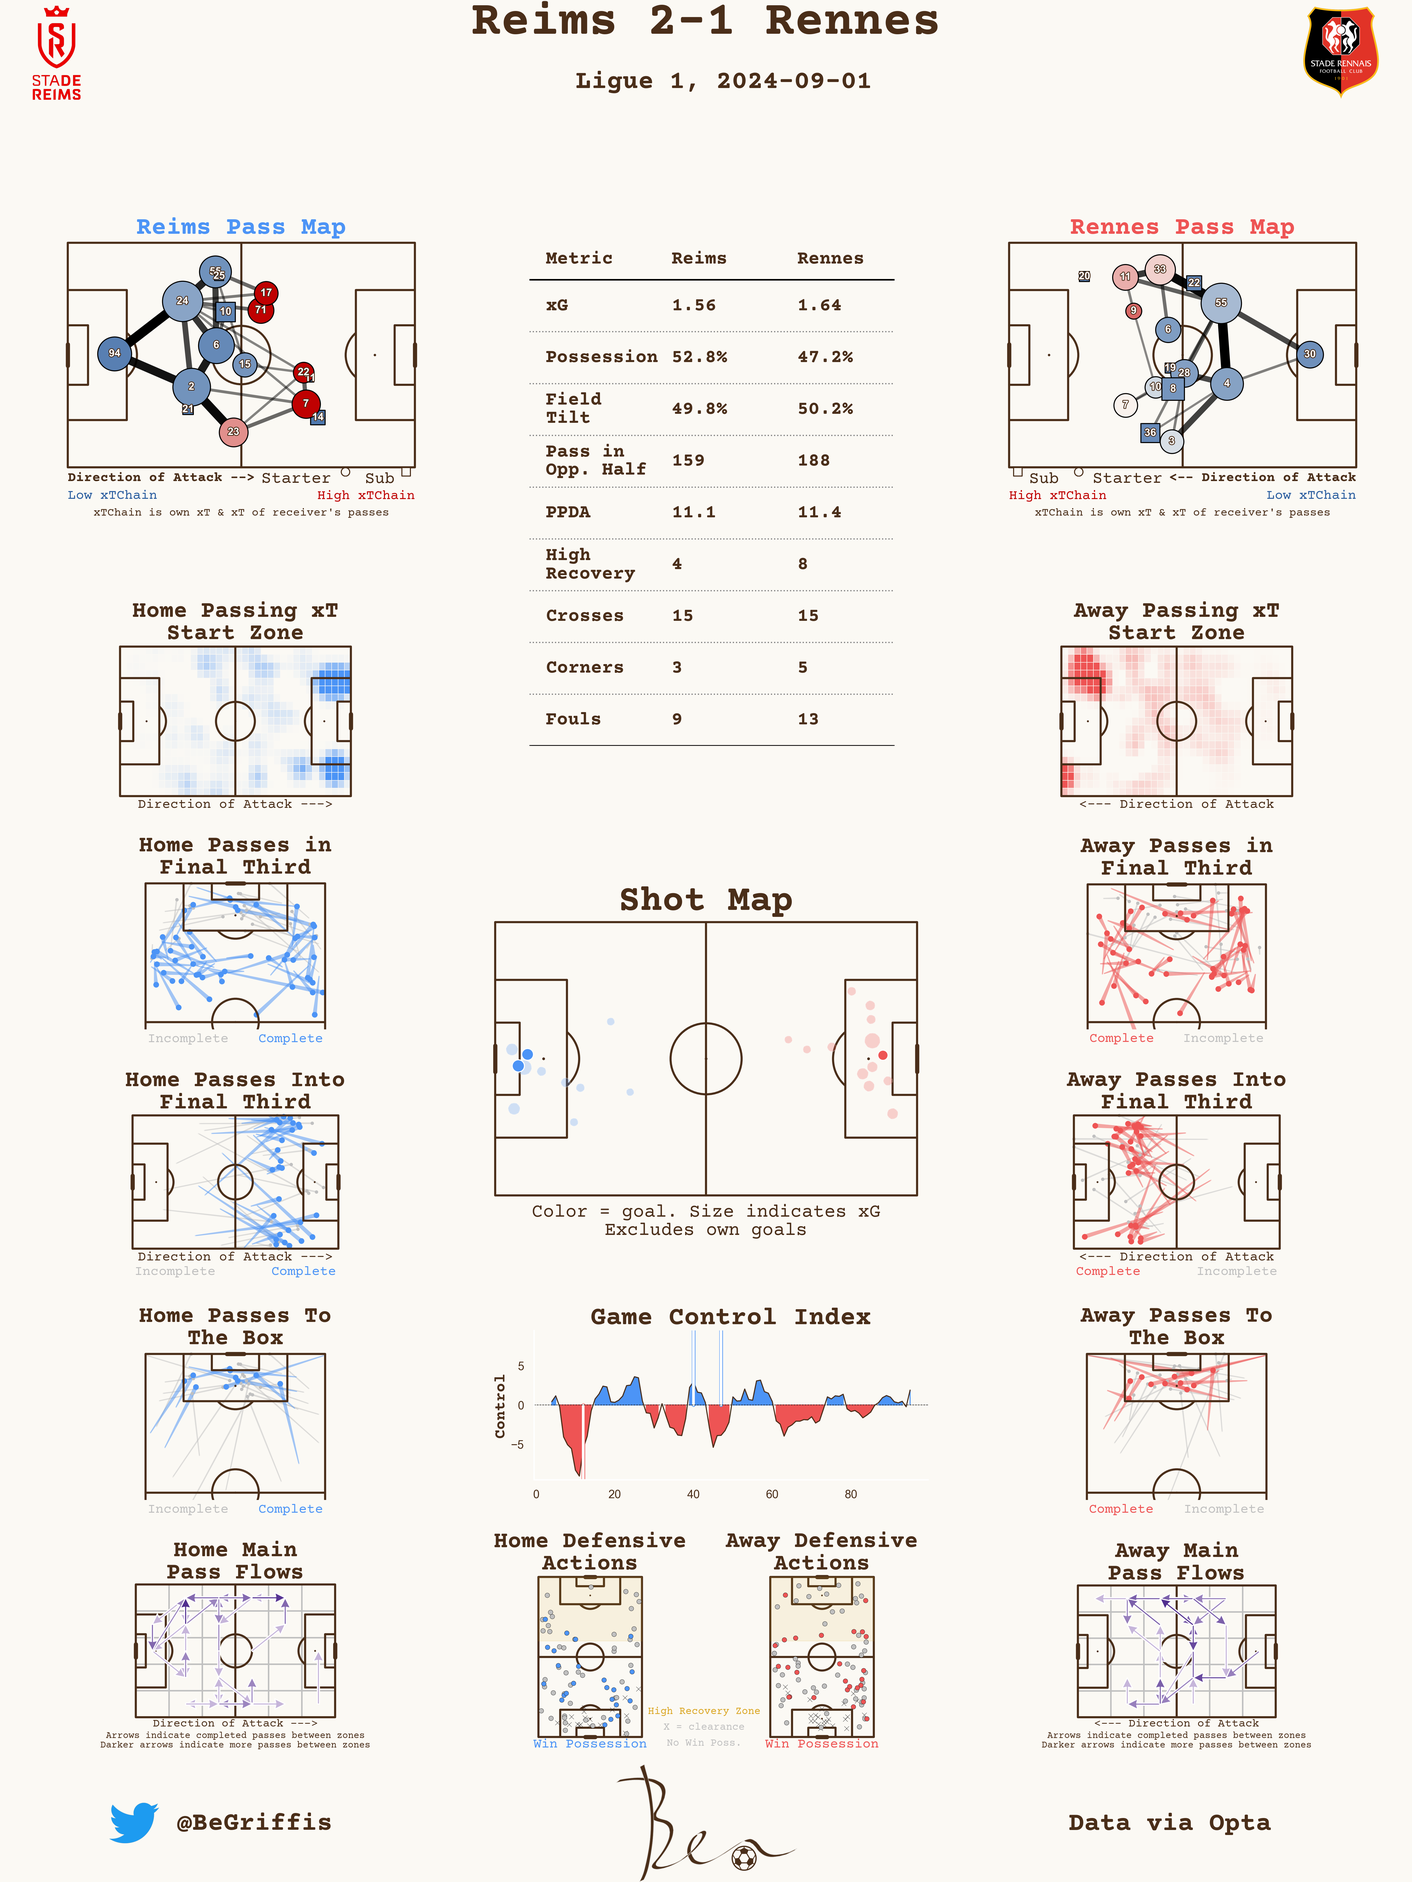 Reims 2-1 Rennes
Ligue 1, 2024-09-01
STADE
REIMS
STADE RENNAIS
FOOTBALL CLUB
1901
Reims Pass Map
55
25
17
24
10
71
94
6
15
22
11
2
7
21
14
23
Direction of Attack --> Starter Sub
Low xTChain High xTChain
xTChain is own xT & xT of receiver's passes
Metric Reims Rennes
xG 1.56 1.64
Possession 52.8% 47.2%
Field
Tilt 49.8% 50.2%
Pass in
Opp. Half 159 188
PPDA 11.1 11.4
High
Recovery 4 8
Crosses 15 15
Corners 3 5
Fouls 9 13
Rennes Pass Map
20
11
33
22
55
9
6
30
19
28
10
8
4
7
36
3
Sub Starter <-- Direction of Attack
High xTChain Low xTChain
xTChain is own xT & xT of receiver's passes
Home Passing xT
Start Zone
Direction of Attack --->
Away Passing xT
Start Zone
<--- Direction of Attack
Home Passes in
Final Third
Incomplete Complete
Away Passes in
Final Third
Complete Incomplete
Shot Map
Color = goal. Size indicates xG
Excludes own goals
Home Passes Into
Final Third
Direction of Attack --->
Incomplete Complete
Away Passes Into
Final Third
<--- Direction of Attack
Complete Incomplete
Home Passes To
The Box
Incomplete Complete
Game Control Index
Control
5
0
−5
0 20 40 60 80
Away Passes To
The Box
Complete Incomplete
Home Main
Pass Flows
Direction of Attack --->
Arrows indicate completed passes between zones
Darker arrows indicate more passes between zones
Home Defensive
Actions
Win Possession
Away Defensive
Actions
Win Possession
High Recovery Zone
X = clearance
No Win Poss.
Away Main
Pass Flows
<--- Direction of Attack
Arrows indicate completed passes between zones
Darker arrows indicate more passes between zones
@BeGriffis
Ben
Data via Opta